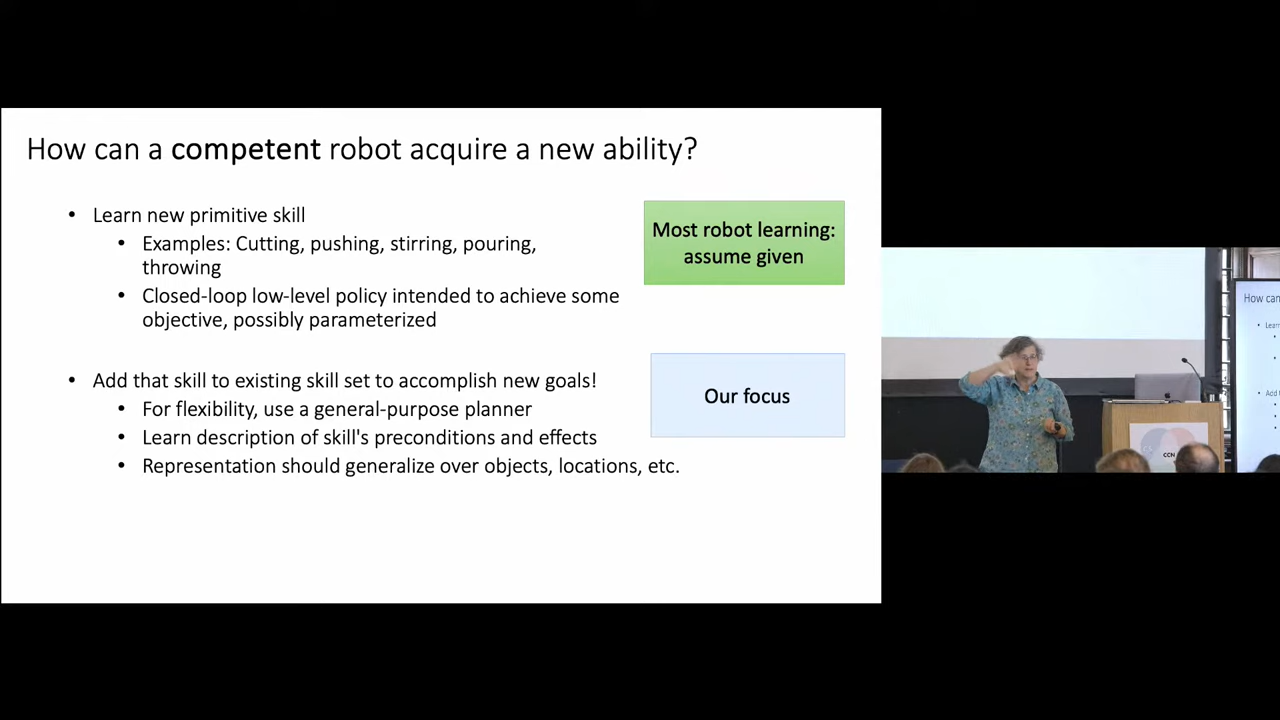 How can a competent robot acquire a new ability?
• Learn new primitive skill
• Examples: Cutting, pushing, stirring, pouring,
throwing
• Closed-loop low-level policy intended to achieve some
objective, possibly parameterized
Most robot learning:
assume given
• Add that skill to existing skill set to accomplish new goals!
• For flexibility, use a general-purpose planner
• Learn description of skill's preconditions and effects
• Representation should generalize over objects, locations, etc.
Our focus
How can
• Learn
• Add t
CCN